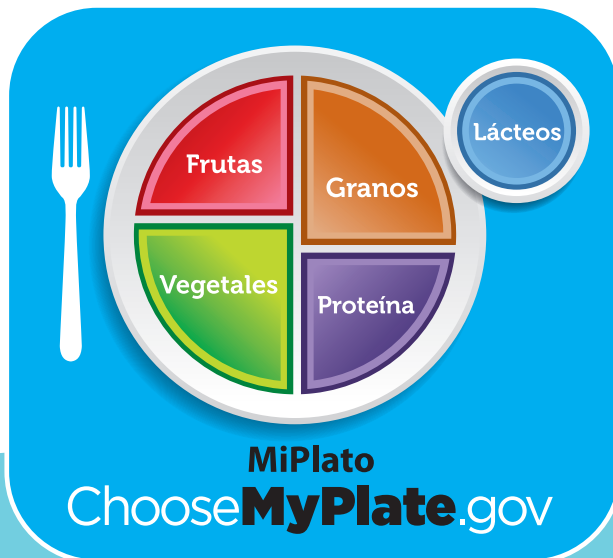 Lácteos
Frutas
Granos
Vegetales
Proteína
MiPlato
ChooseMyPlate.gov